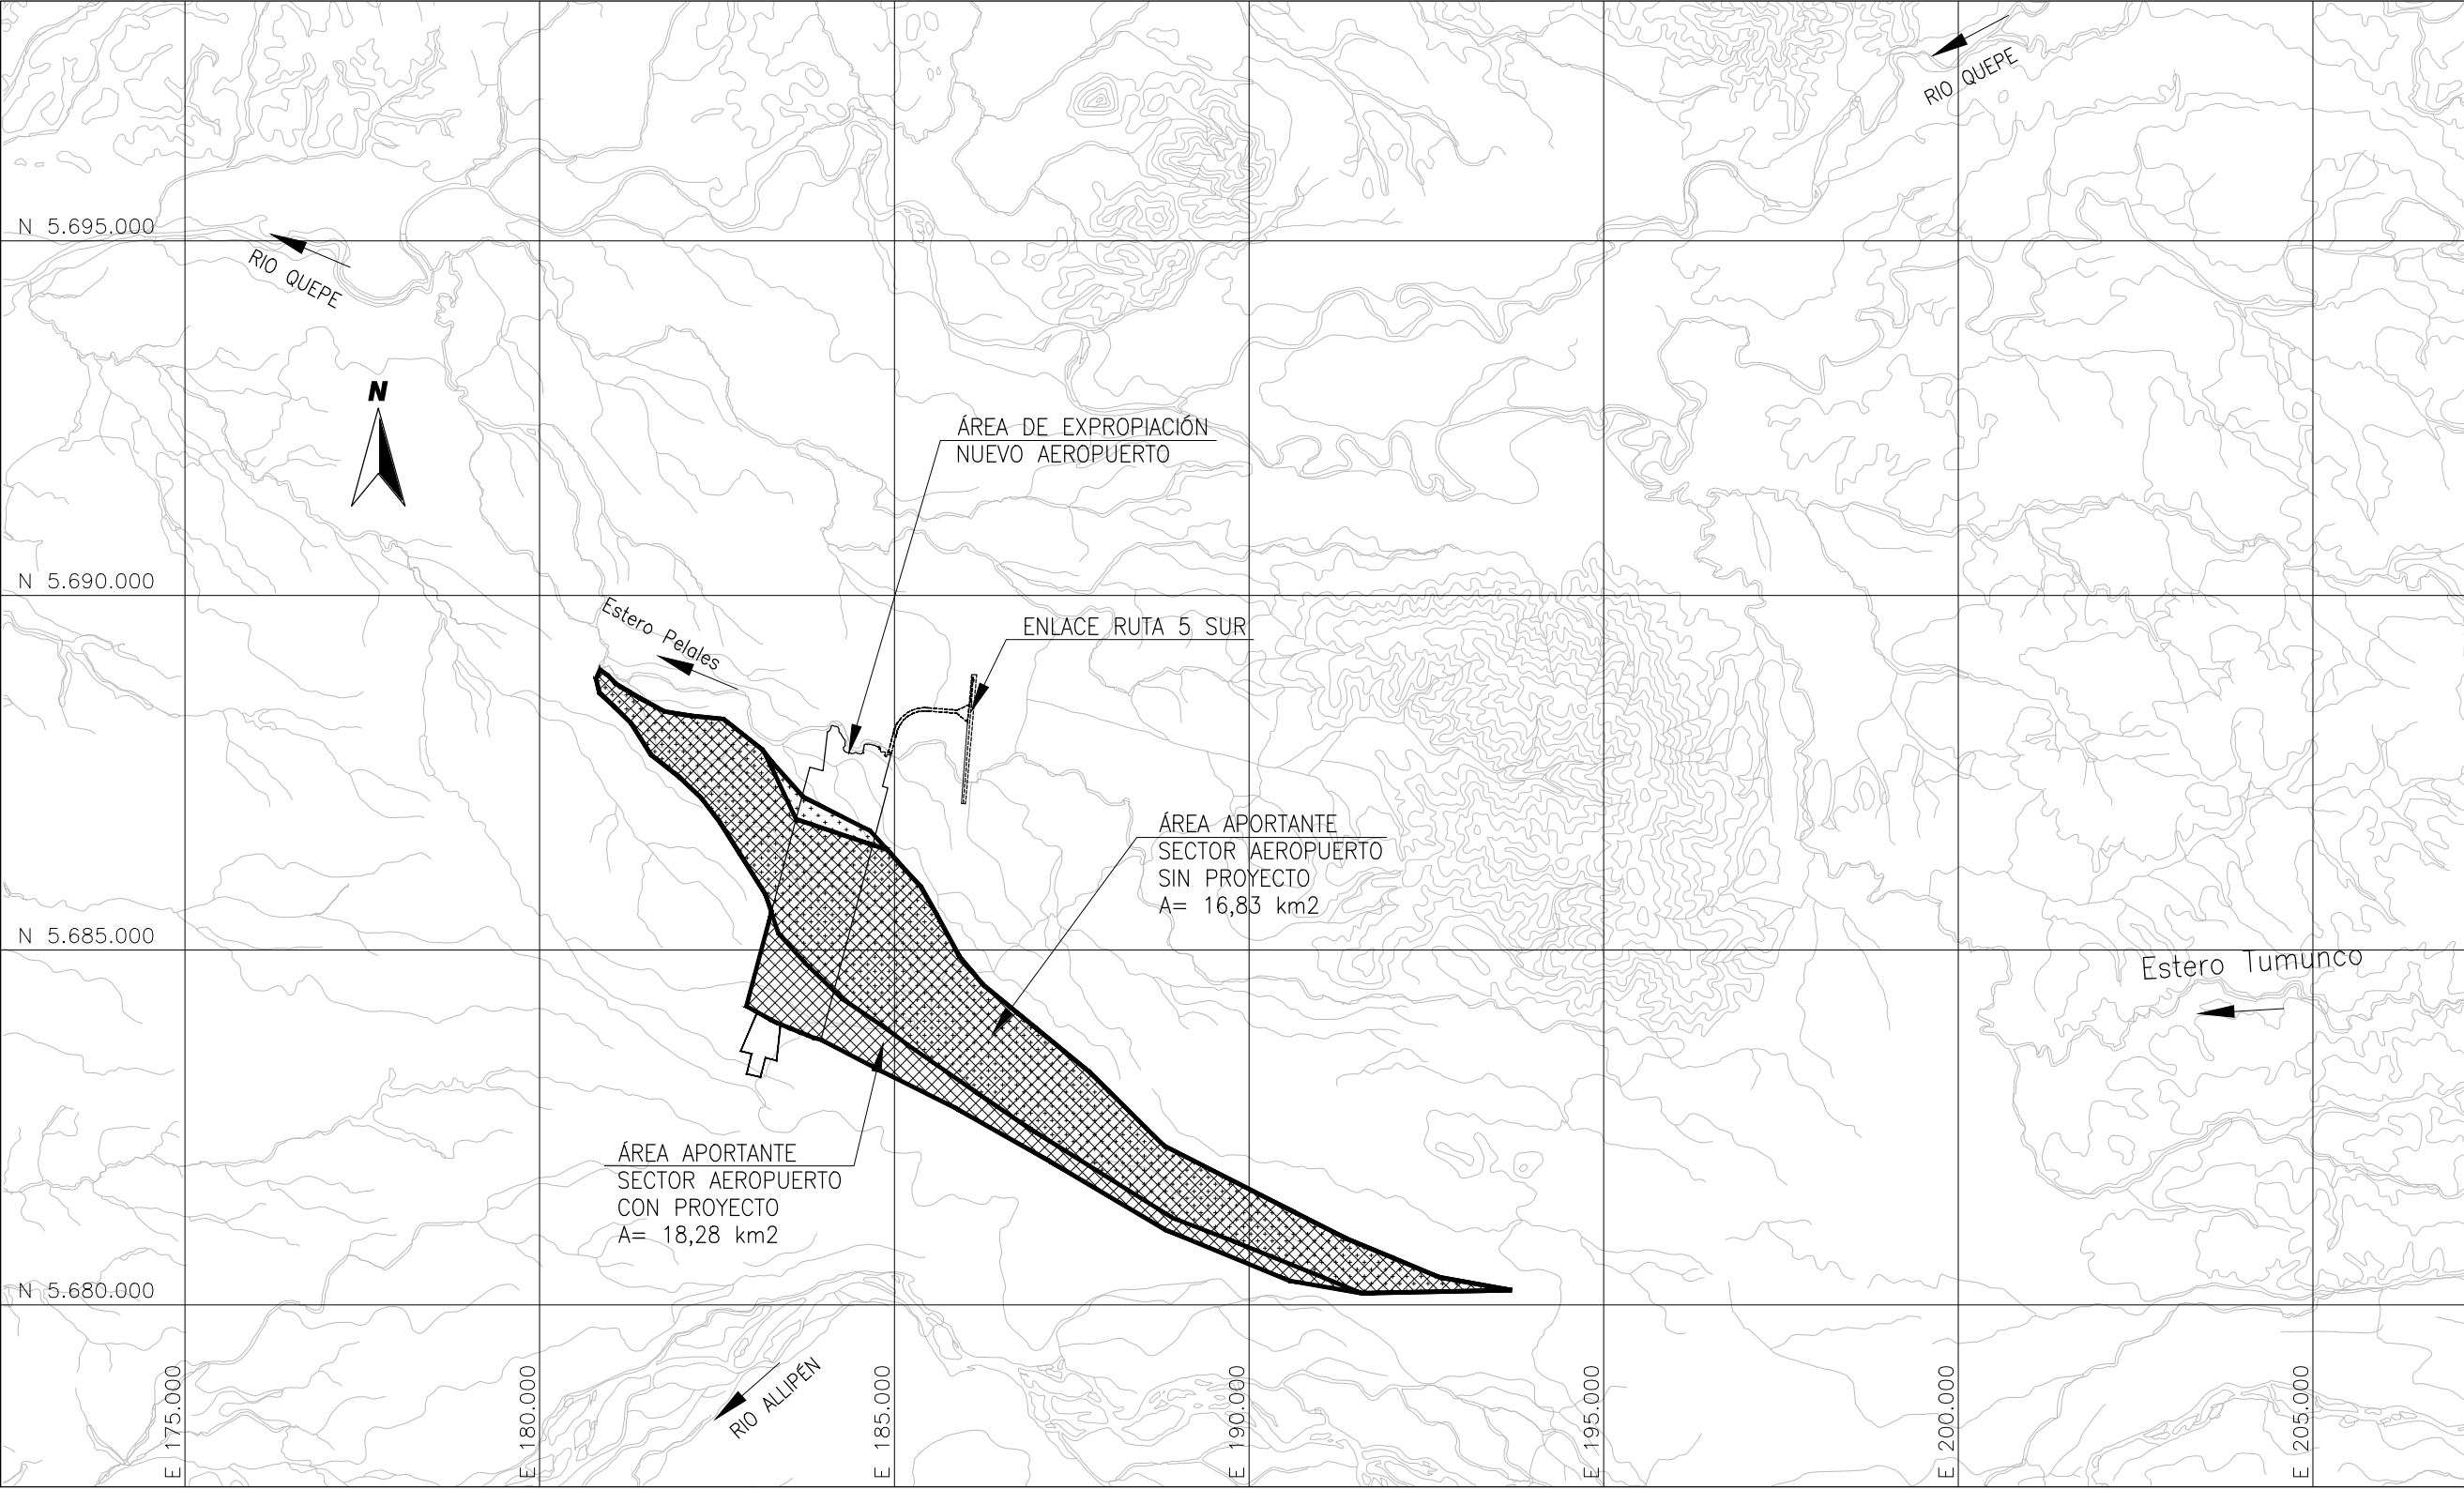 RIO QUEPE
N 5.695.000
RIO QUEPE
N
ÁREA DE EXPROPIACIÓN
NUEVO AEROPUERTO
N 5.690.000
Estero Pelales
ENLACE RUTA 5 SUR
ÁREA APORTANTE
SECTOR AEROPUERTO
SIN PROYECTO
A= 16,83 km2
N 5.685.000
Estero Tumunco
ÁREA APORTANTE
SECTOR AEROPUERTO
CON PROYECTO
A= 18,28 km2
N 5.680.000
RIO ALLIPÉN
E 175.000
E 180.000
E 185.000
E 190.000
E 195.000
E 200.000
E 205.000